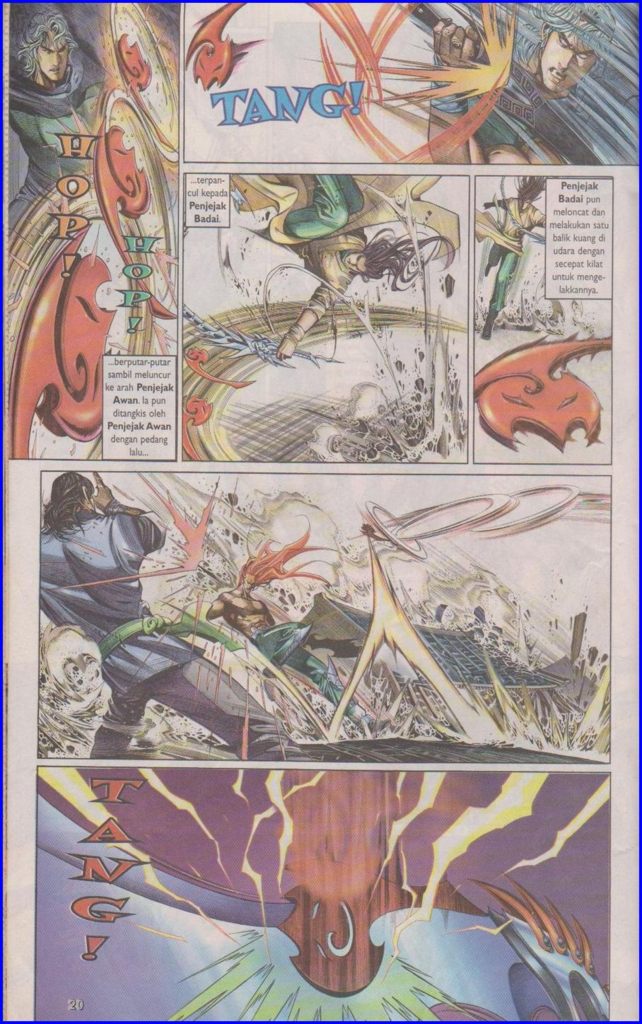 HOP!
HOP!
...berputar-putar
sambil meluncur
ke arah Penjejak
Awan. Ia pun
ditangkis oleh
Penjejak Awan
dengan pedang
lalu...
TANG!
...terpan-
cul kepada
Penjejak
Badai.
Penjejak
Badai pun
meloncat dan
melakukan satu
balik kuang di
udara dengan
secepat kilat
untuk menge-
lakkannya.
TANG!
20